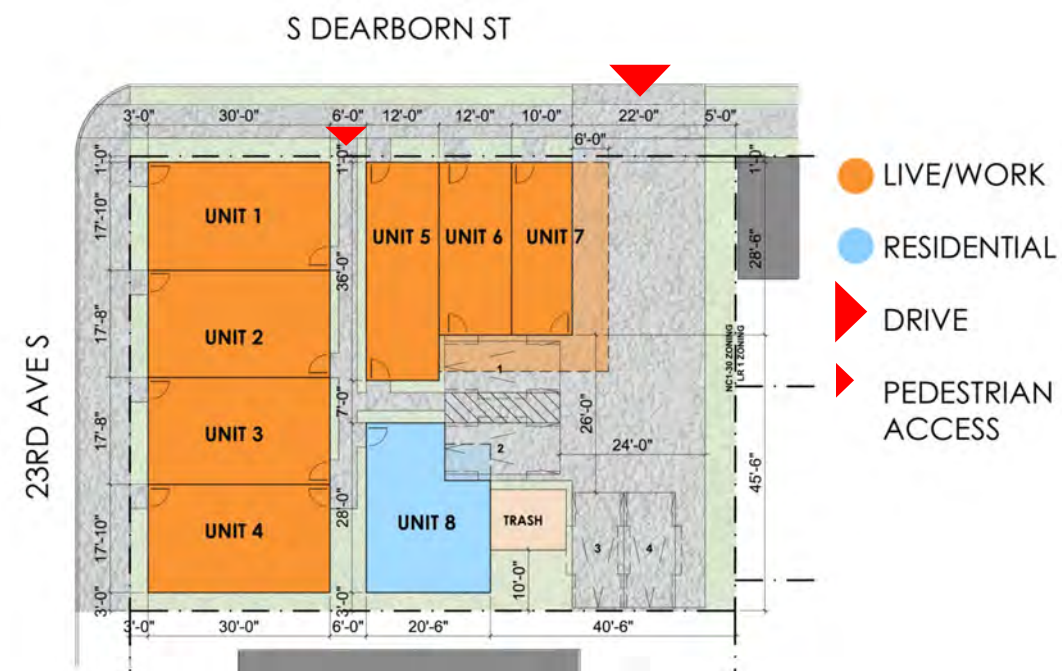 S DEARBORN ST
3'-0"
30'-0"
6'-0"
12'-0"
12'-0"
10'-0"
22'-0"
5'-0"
6'-0"
1'-0"
1'-0"
1'-0"
17'-10"
UNIT 1
36'-0"
UNIT 5
UNIT 6
UNIT 7
28'-6"
LIVE/WORK
RESIDENTIAL
DRIVE
PEDESTRIAN
ACCESS
23RD AVE S
17'-8"
UNIT 2
NC1-30 ZONING
LR 1 ZONING
1
17'-8"
UNIT 3
7'-0"
26'-0"
2
24'-0"
45'-6"
17'-10"
UNIT 4
28'-0"
UNIT 8
TRASH
3
4
10'-0"
3'-0"
3'-0"
3'-0"
30'-0"
6'-0"
20'-6"
40'-6"